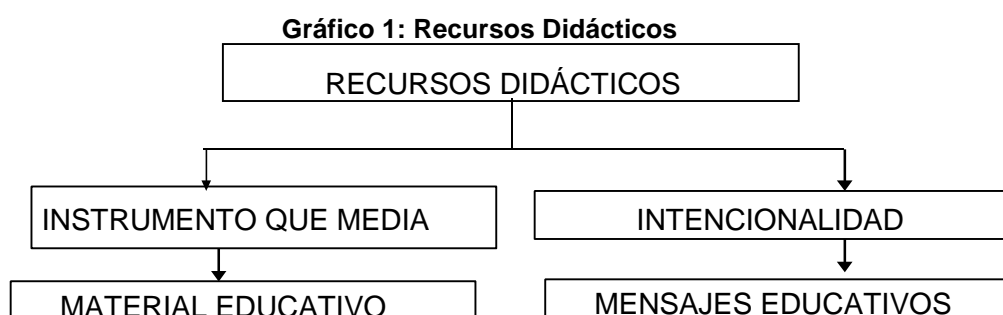 Gráfico 1: Recursos Didácticos
RECURSOS DIDÁCTICOS
INSTRUMENTO QUE MEDIA
INTENCIONALIDAD
MATERIAL EDUCATIVO
MENSAJES EDUCATIVOS